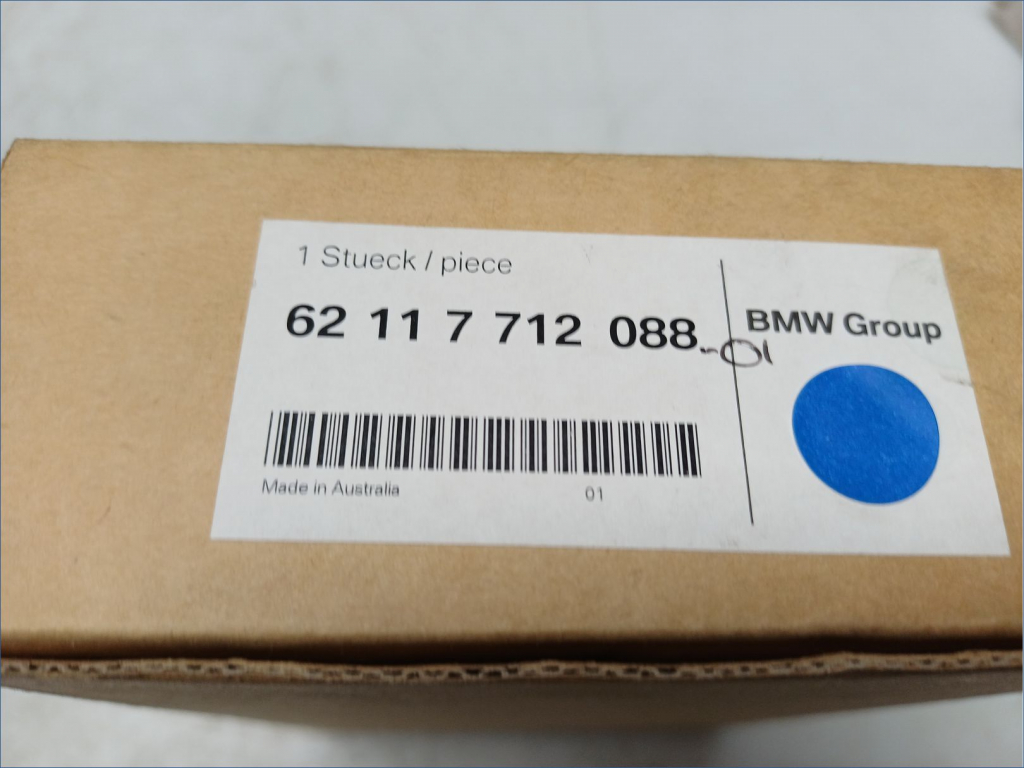 1 Stueck / piece
62 11 7 712 088 -01
BMW Group
Made in Australia
01